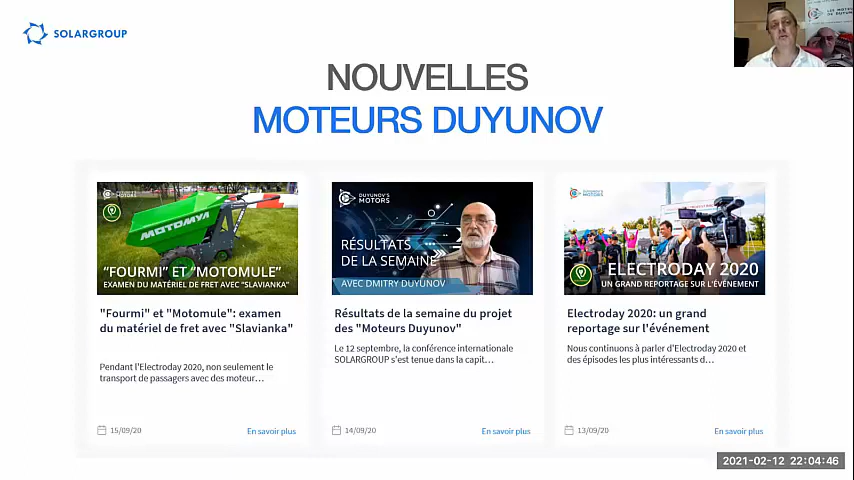 SOLARGROUP
LES MOTEURS
DE DUYUNOV
NOUVELLES
MOTEURS DUYUNOV
MOTOMYA
"FOURMI" ET "MOTOMULE"
EXAMEN DU MATÉRIEL DE FRET AVEC "SLAVIANKA"
"Fourmi" et "Motomule": examen
du matériel de fret avec "Slavianka"
Pendant l'Electroday 2020, non seulement le
transport de passagers avec des moteur…
15/09/20
En savoir plus
DUYUNOV'S
MOTORS
RÉSULTATS
DE LA SEMAINE
AVEC DMITRY DUYUNOV
Résultats de la semaine du projet
des "Moteurs Duyunov"
Le 12 septembre, la conférence internationale
SOLARGROUP s'est tenue dans la capit…
14/09/20
En savoir plus
ELECTRODAY 2020
UN GRAND REPORTAGE SUR L'ÉVÉNEMENT
Electroday 2020: un grand
reportage sur l'événement
Nous continuons à parler d'Electroday 2020 et
des épisodes les plus intéressants d…
13/09/20
En savoir plus
2021-02-12 22:04:46